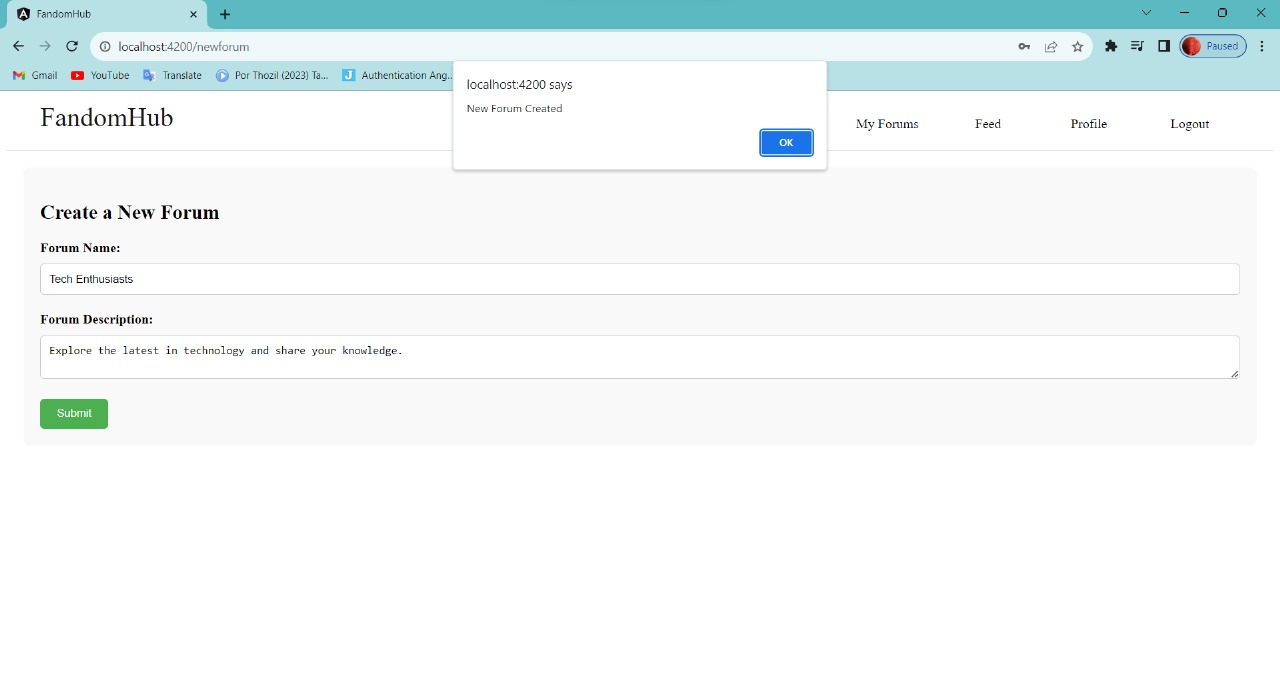 FandomHub
localhost:4200/newforum
Paused
Gmail
YouTube
Translate
Por Thozil (2023) Ta...
Authentication Ang...
localhost:4200 says
New Forum Created
OK
FandomHub
My Forums
Feed
Profile
Logout
Create a New Forum
Forum Name:
Tech Enthusiasts
Forum Description:
Explore the latest in technology and share your knowledge.
Submit